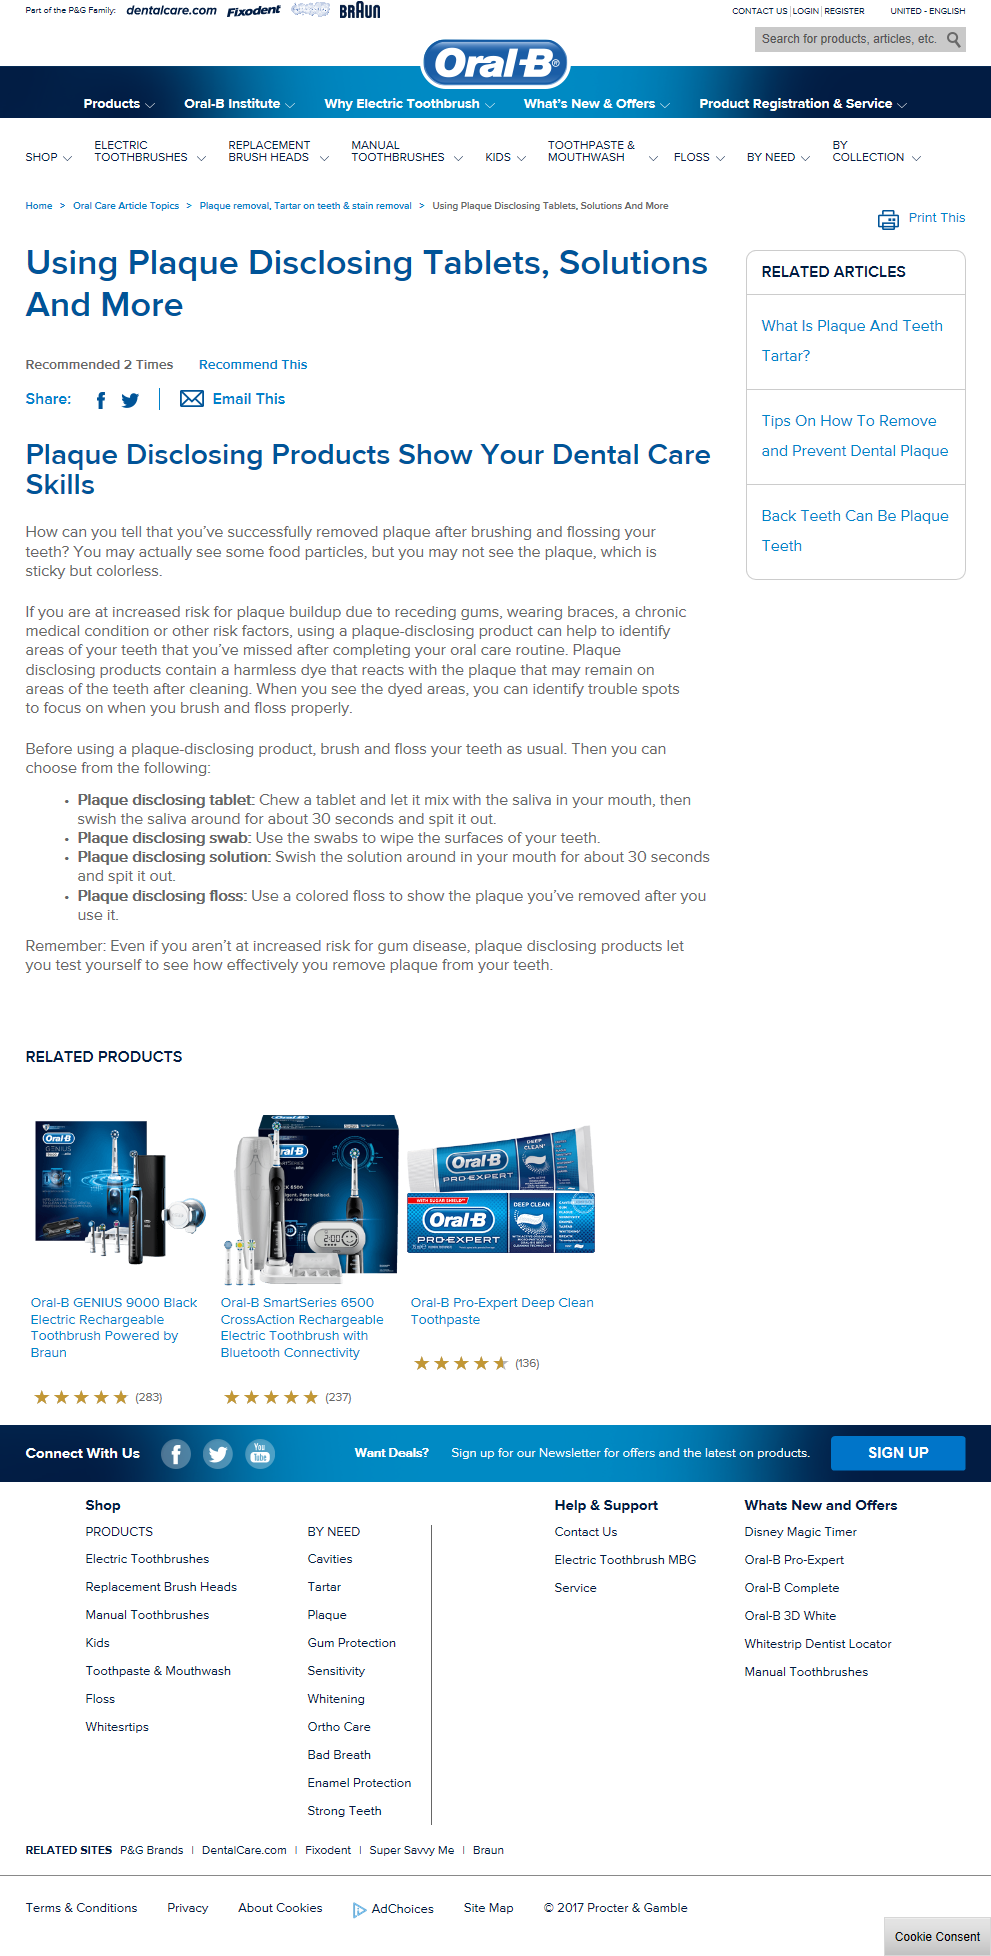 Part of the P&G Family:
dentalcare.com
Fixodent
BRAUN
CONTACT US | LOGIN | REGISTER
UNITED - ENGLISH
Search for products, articles, etc.
Oral-B®
Products
Oral-B Institute
Why Electric Toothbrush
What's New & Offers
Product Registration & Service
SHOP
ELECTRIC
TOOTHBRUSHES
REPLACEMENT
BRUSH HEADS
MANUAL
TOOTHBRUSHES
KIDS
TOOTHPASTE &
MOUTHWASH
FLOSS
BY NEED
BY
COLLECTION
Home > Oral Care Article Topics > Plaque removal, Tartar on teeth & stain removal > Using Plaque Disclosing Tablets, Solutions And More
Print This
Using Plaque Disclosing Tablets, Solutions
And More
Recommended 2 Times
Recommend This
Share:
Email This
Plaque Disclosing Products Show Your Dental Care
Skills
How can you tell that you've successfully removed plaque after brushing and flossing your
teeth? You may actually see some food particles, but you may not see the plaque, which is
sticky but colorless.
If you are at increased risk for plaque buildup due to receding gums, wearing braces, a chronic
medical condition or other risk factors, using a plaque-disclosing product can help to identify
areas of your teeth that you've missed after completing your oral care routine. Plaque
disclosing products contain a harmless dye that reacts with the plaque that may remain on
areas of the teeth after cleaning. When you see the dyed areas, you can identify trouble spots
to focus on when you brush and floss properly.
Before using a plaque-disclosing product, brush and floss your teeth as usual. Then you can
choose from the following:
• Plaque disclosing tablet: Chew a tablet and let it mix with the saliva in your mouth, then
swish the saliva around for about 30 seconds and spit it out.
• Plaque disclosing swab: Use the swabs to wipe the surfaces of your teeth.
• Plaque disclosing solution: Swish the solution around in your mouth for about 30 seconds
and spit it out.
• Plaque disclosing floss: Use a colored floss to show the plaque you've removed after you
use it.
Remember: Even if you aren't at increased risk for gum disease, plaque disclosing products let
you test yourself to see how effectively you remove plaque from your teeth.
RELATED ARTICLES
What Is Plaque And Teeth
Tartar?
Tips On How To Remove
and Prevent Dental Plaque
Back Teeth Can Be Plaque
Teeth
RELATED PRODUCTS
Oral-B
GENIUS
2:00
Oral-B
PRO-EXPERT
DEEP
CLEAN
WITH SUGAR SHIELD
Oral-B
PRO-EXPERT
DEEP CLEAN
Oral-B GENIUS 9000 Black
Electric Rechargeable
Toothbrush Powered by
Braun
(283)
Oral-B SmartSeries 6500
CrossAction Rechargeable
Electric Toothbrush with
Bluetooth Connectivity
(237)
Oral-B Pro-Expert Deep Clean
Toothpaste
(136)
Connect With Us
You
Tube
Want Deals?
Sign up for our Newsletter for offers and the latest on products.
SIGN UP
Shop
PRODUCTS
Electric Toothbrushes
Replacement Brush Heads
Manual Toothbrushes
Kids
Toothpaste & Mouthwash
Floss
Whitesrtips
BY NEED
Cavities
Tartar
Plaque
Gum Protection
Sensitivity
Whitening
Ortho Care
Bad Breath
Enamel Protection
Strong Teeth
Help & Support
Contact Us
Electric Toothbrush MBG
Service
Whats New and Offers
Disney Magic Timer
Oral-B Pro-Expert
Oral-B Complete
Oral-B 3D White
Whitestrip Dentist Locator
Manual Toothbrushes
RELATED SITES P&G Brands | DentalCare.com | Fixodent | Super Savvy Me | Braun
Terms & Conditions
Privacy
About Cookies
AdChoices
Site Map
© 2017 Procter & Gamble
Cookie Consent